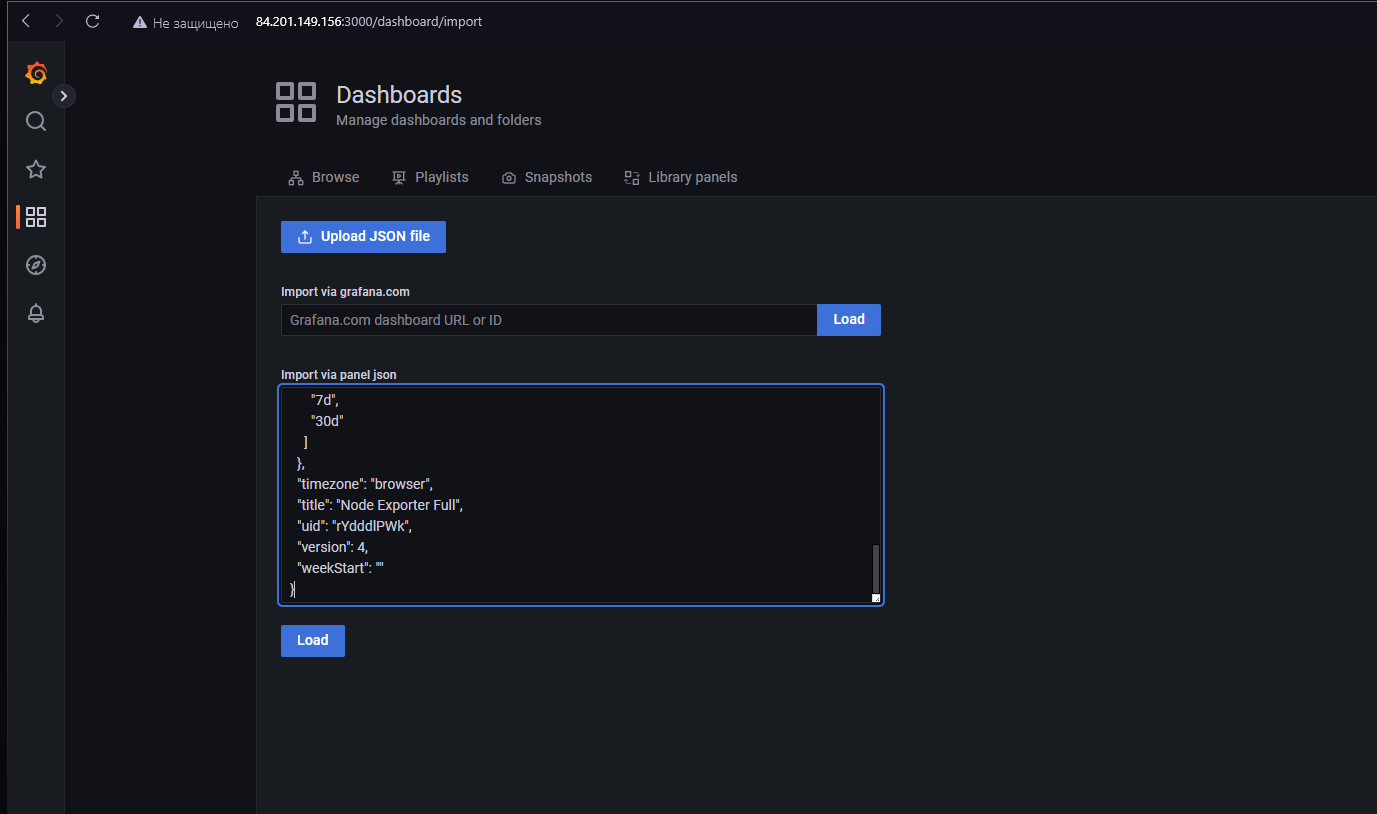 Не защищено 84.201.149.156:3000/dashboard/import
Dashboards
Manage dashboards and folders
Browse Playlists Snapshots Library panels
Upload JSON file
Import via grafana.com
Grafana.com dashboard URL or ID Load
Import via panel json
"7d",
"30d"
]
},
"timezone": "browser",
"title": "Node Exporter Full",
"uid": "rYdddlPWk",
"version": 4,
"weekStart": ""
}
Load